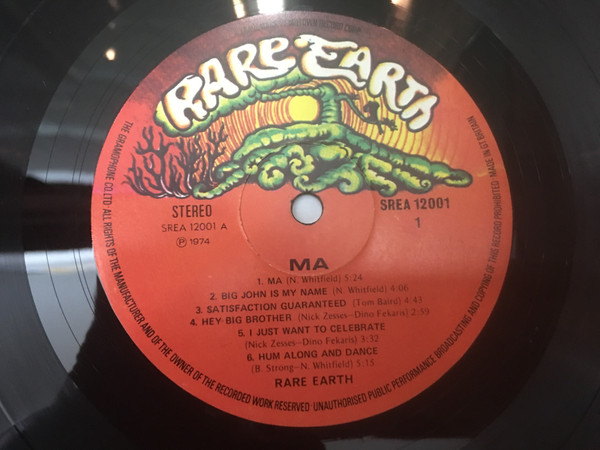 RARE EARTH
STEREO
SREA 12001 A
Ⓟ 1974
SREA 12001
1
MA
1. MA (N. Whitfield) 5:24
2. BIG JOHN IS MY NAME (N. Whitfield) 4:06
3. SATISFACTION GUARANTEED (Tom Baird) 4:43
4. HEY BIG BROTHER (Nick Zesses–Dino Fekaris) 2:59
5. I JUST WANT TO CELEBRATE
(Nick Zesses–Dino Fekaris) 3:32
6. HUM ALONG AND DANCE
(B. Strong–N. Whitfield) 5:15
RARE EARTH
THE GRAMOPHONE CO. LTD. ALL RIGHTS OF THE MANUFACTURER AND OF THE OWNER OF THE RECORDED WORK RESERVED · UNAUTHORISED PUBLIC PERFORMANCE BROADCASTING AND COPYING OF THIS RECORD PROHIBITED MADE IN GT BRITAIN